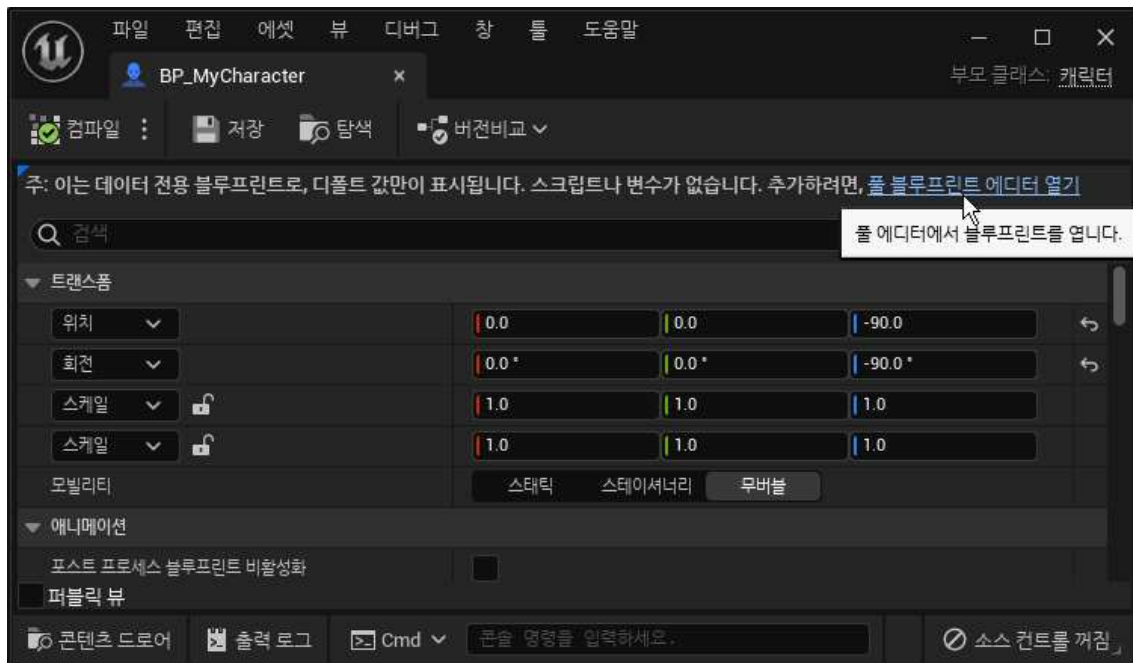 파일 편집 에셋 뷰 디버그 창 툴 도움말
BP_MyCharacter
부모 클래스: 캐릭터
컴파일 저장 탐색 버전비교
주: 이는 데이터 전용 블루프린트로, 디폴트 값만이 표시됩니다. 스크립트나 변수가 없습니다. 추가하려면, 풀 블루프린트 에디터 열기
검색
풀 에디터에서 블루프린트를 엽니다.
트랜스폼
위치 0.0 0.0 -90.0
회전 0.0 ° 0.0 ° -90.0 °
스케일 1.0 1.0 1.0
스케일 1.0 1.0 1.0
모빌리티 스태틱 스테이셔너리 무버블
애니메이션
포스트 프로세스 블루프린트 비활성화
퍼블릭 뷰
콘텐츠 드로어 출력 로그 Cmd 콘솔 명령을 입력하세요. 소스 컨트롤 꺼짐